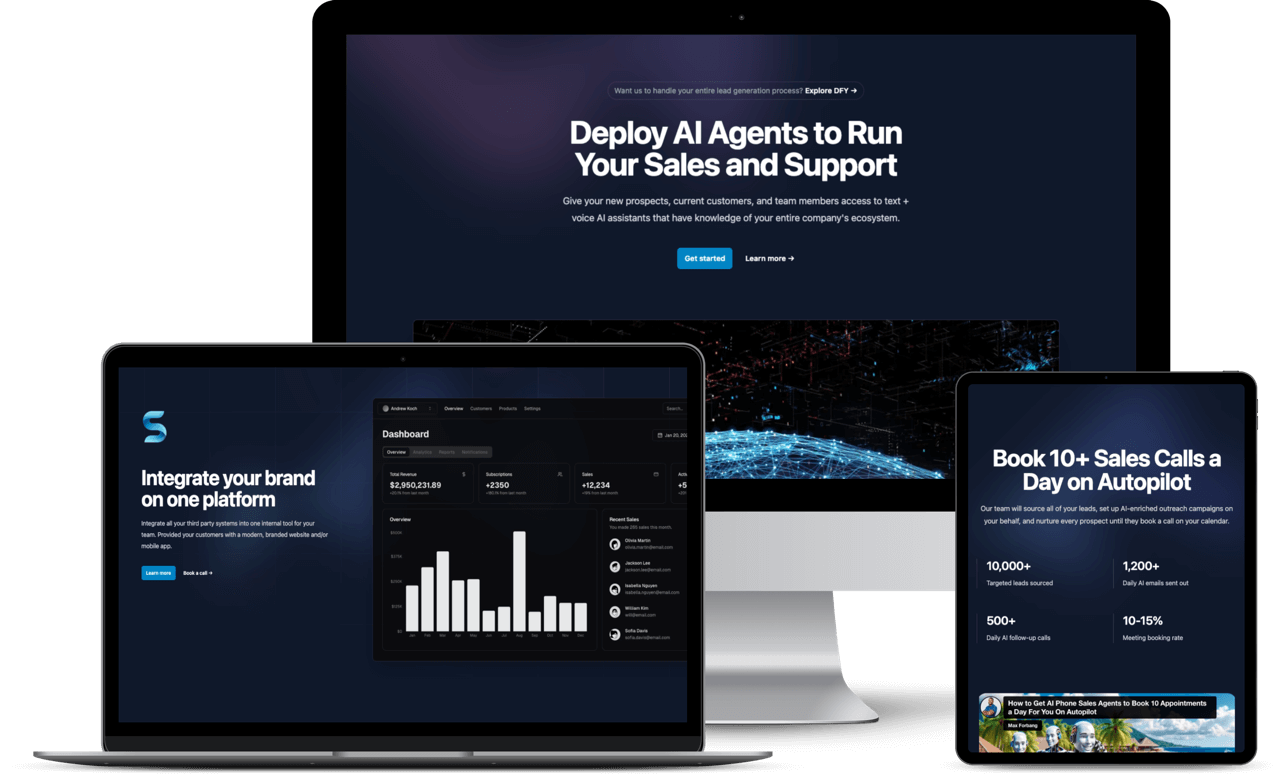 Want us to handle your entire lead generation process? Explore DFY →
Deploy AI Agents to Run
Your Sales and Support
Give your new prospects, current customers, and team members access to text +
voice AI assistants that have knowledge of your entire company's ecosystem.
Get started
Learn more →
S
Integrate your brand
on one platform
Integrate all your third party systems into one internal tool for your
team. Provided your customers with a modern, branded website and/or
mobile app.
Learn more
Book a call →
Andrew Koch
Overview Customers Products Settings
Search...
Dashboard
Jan 20, 20
Overview Analytics Reports Notifications
Total Revenue
$
$2,950,231.89
+20.1% from last month
Subscriptions
+2350
+180.1% from last month
Sales
+12,234
+19% from last month
Overview
Jan Feb Mar Apr May Jun Jul Aug Sep Oct Nov Dec
Recent Sales
You made 265 sales this month.
Olivia Martin
olivia.martin@email.com
Jackson Lee
jackson.lee@email.com
Isabella Nguyen
isabella.nguyen@email.com
William Kim
will@email.com
Sofia Davis
sofia.davis@email.com
Book 10+ Sales Calls a
Day on Autopilot
Our team will source all of your leads, set up AI-enriched outreach campaigns on
your behalf, and nurture every prospect until they book a call on your calendar.
10,000+
Targeted leads sourced
1,200+
Daily AI emails sent out
500+
Daily AI follow-up calls
10-15%
Meeting booking rate
How to Get AI Phone Sales Agents to Book 10 Appointments
a Day For You On Autopilot
Max Forbang